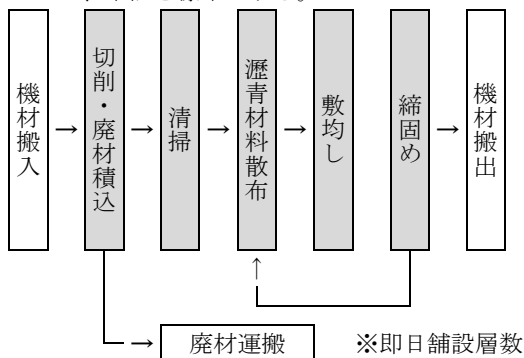 機材搬入
→
切削・廃材積込
→
清掃
→
瀝青材料散布
→
敷均し
→
締固め
→
機材搬出
↑
→
廃材運搬
※即日舗設層数